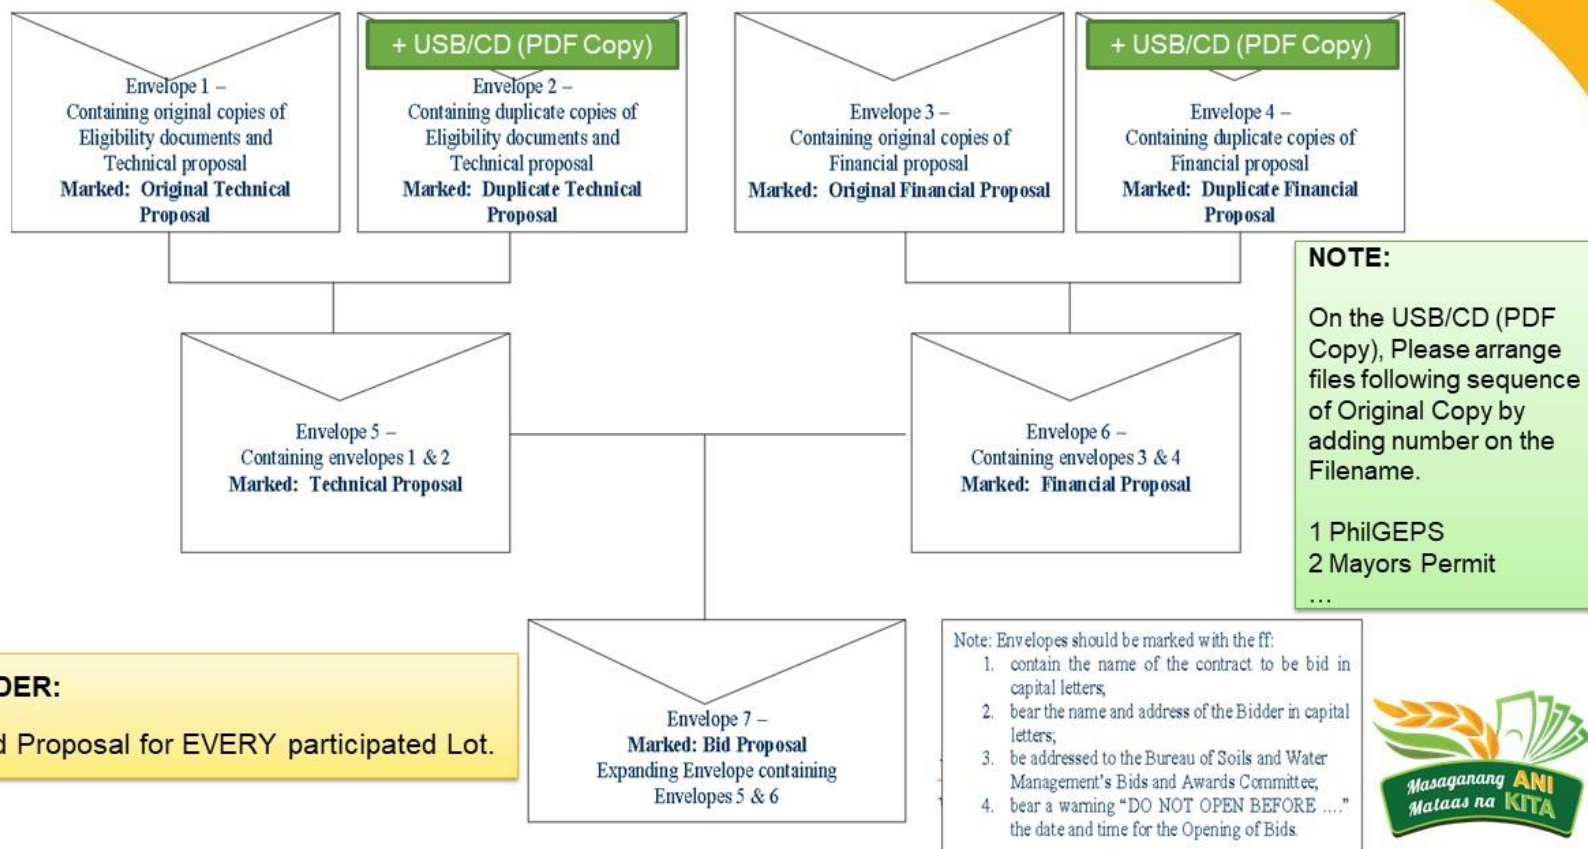 + USB/CD (PDF Copy)
+ USB/CD (PDF Copy)
Envelope 1 –
Containing original copies of
Eligibility documents and
Technical proposal
Marked: Original Technical
Proposal
Envelope 2 –
Containing duplicate copies of
Eligibility documents and
Technical proposal
Marked: Duplicate Technical
Proposal
Envelope 3 –
Containing original copies of
Financial proposal
Marked: Original Financial Proposal
Envelope 4 –
Containing duplicate copies of
Financial proposal
Marked: Duplicate Financial
Proposal
NOTE:
On the USB/CD (PDF
Copy), Please arrange
files following sequence
of Original Copy by
adding number on the
Filename.
1 PhilGEPS
2 Mayors Permit
...
Envelope 5 –
Containing envelopes 1 & 2
Marked: Technical Proposal
Envelope 6 –
Containing envelopes 3 & 4
Marked: Financial Proposal
DER:
Proposal for EVERY participated Lot.
Envelope 7 –
Marked: Bid Proposal
Expanding Envelope containing
Envelopes 5 & 6
Note: Envelopes should be marked with the ff:
1. contain the name of the contract to be bid in
capital letters;
2. bear the name and address of the Bidder in capital
letters;
3. be addressed to the Bureau of Soils and Water
Management’s Bids and Awards Committee;
4. bear a warning “DO NOT OPEN BEFORE ....”
the date and time for the Opening of Bids.
Masaganang ANI
Mataas na KITA